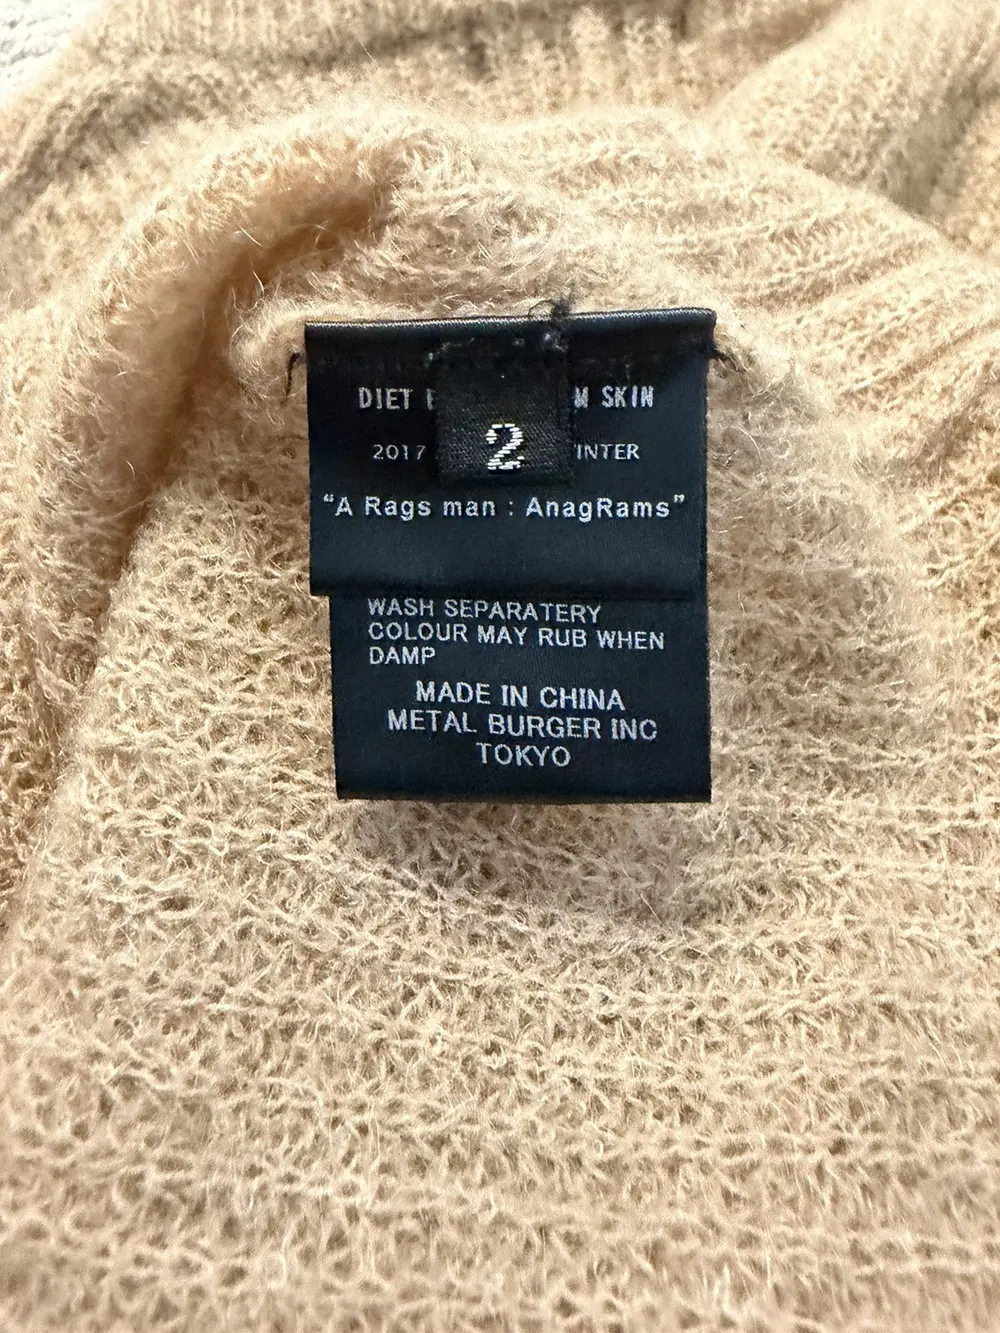 DIET M SKIN
2
2017 INTER
“A Rags man : AnagRams”
WASH SEPARATERY
COLOUR MAY RUB WHEN
DAMP
MADE IN CHINA
METAL BURGER INC
TOKYO